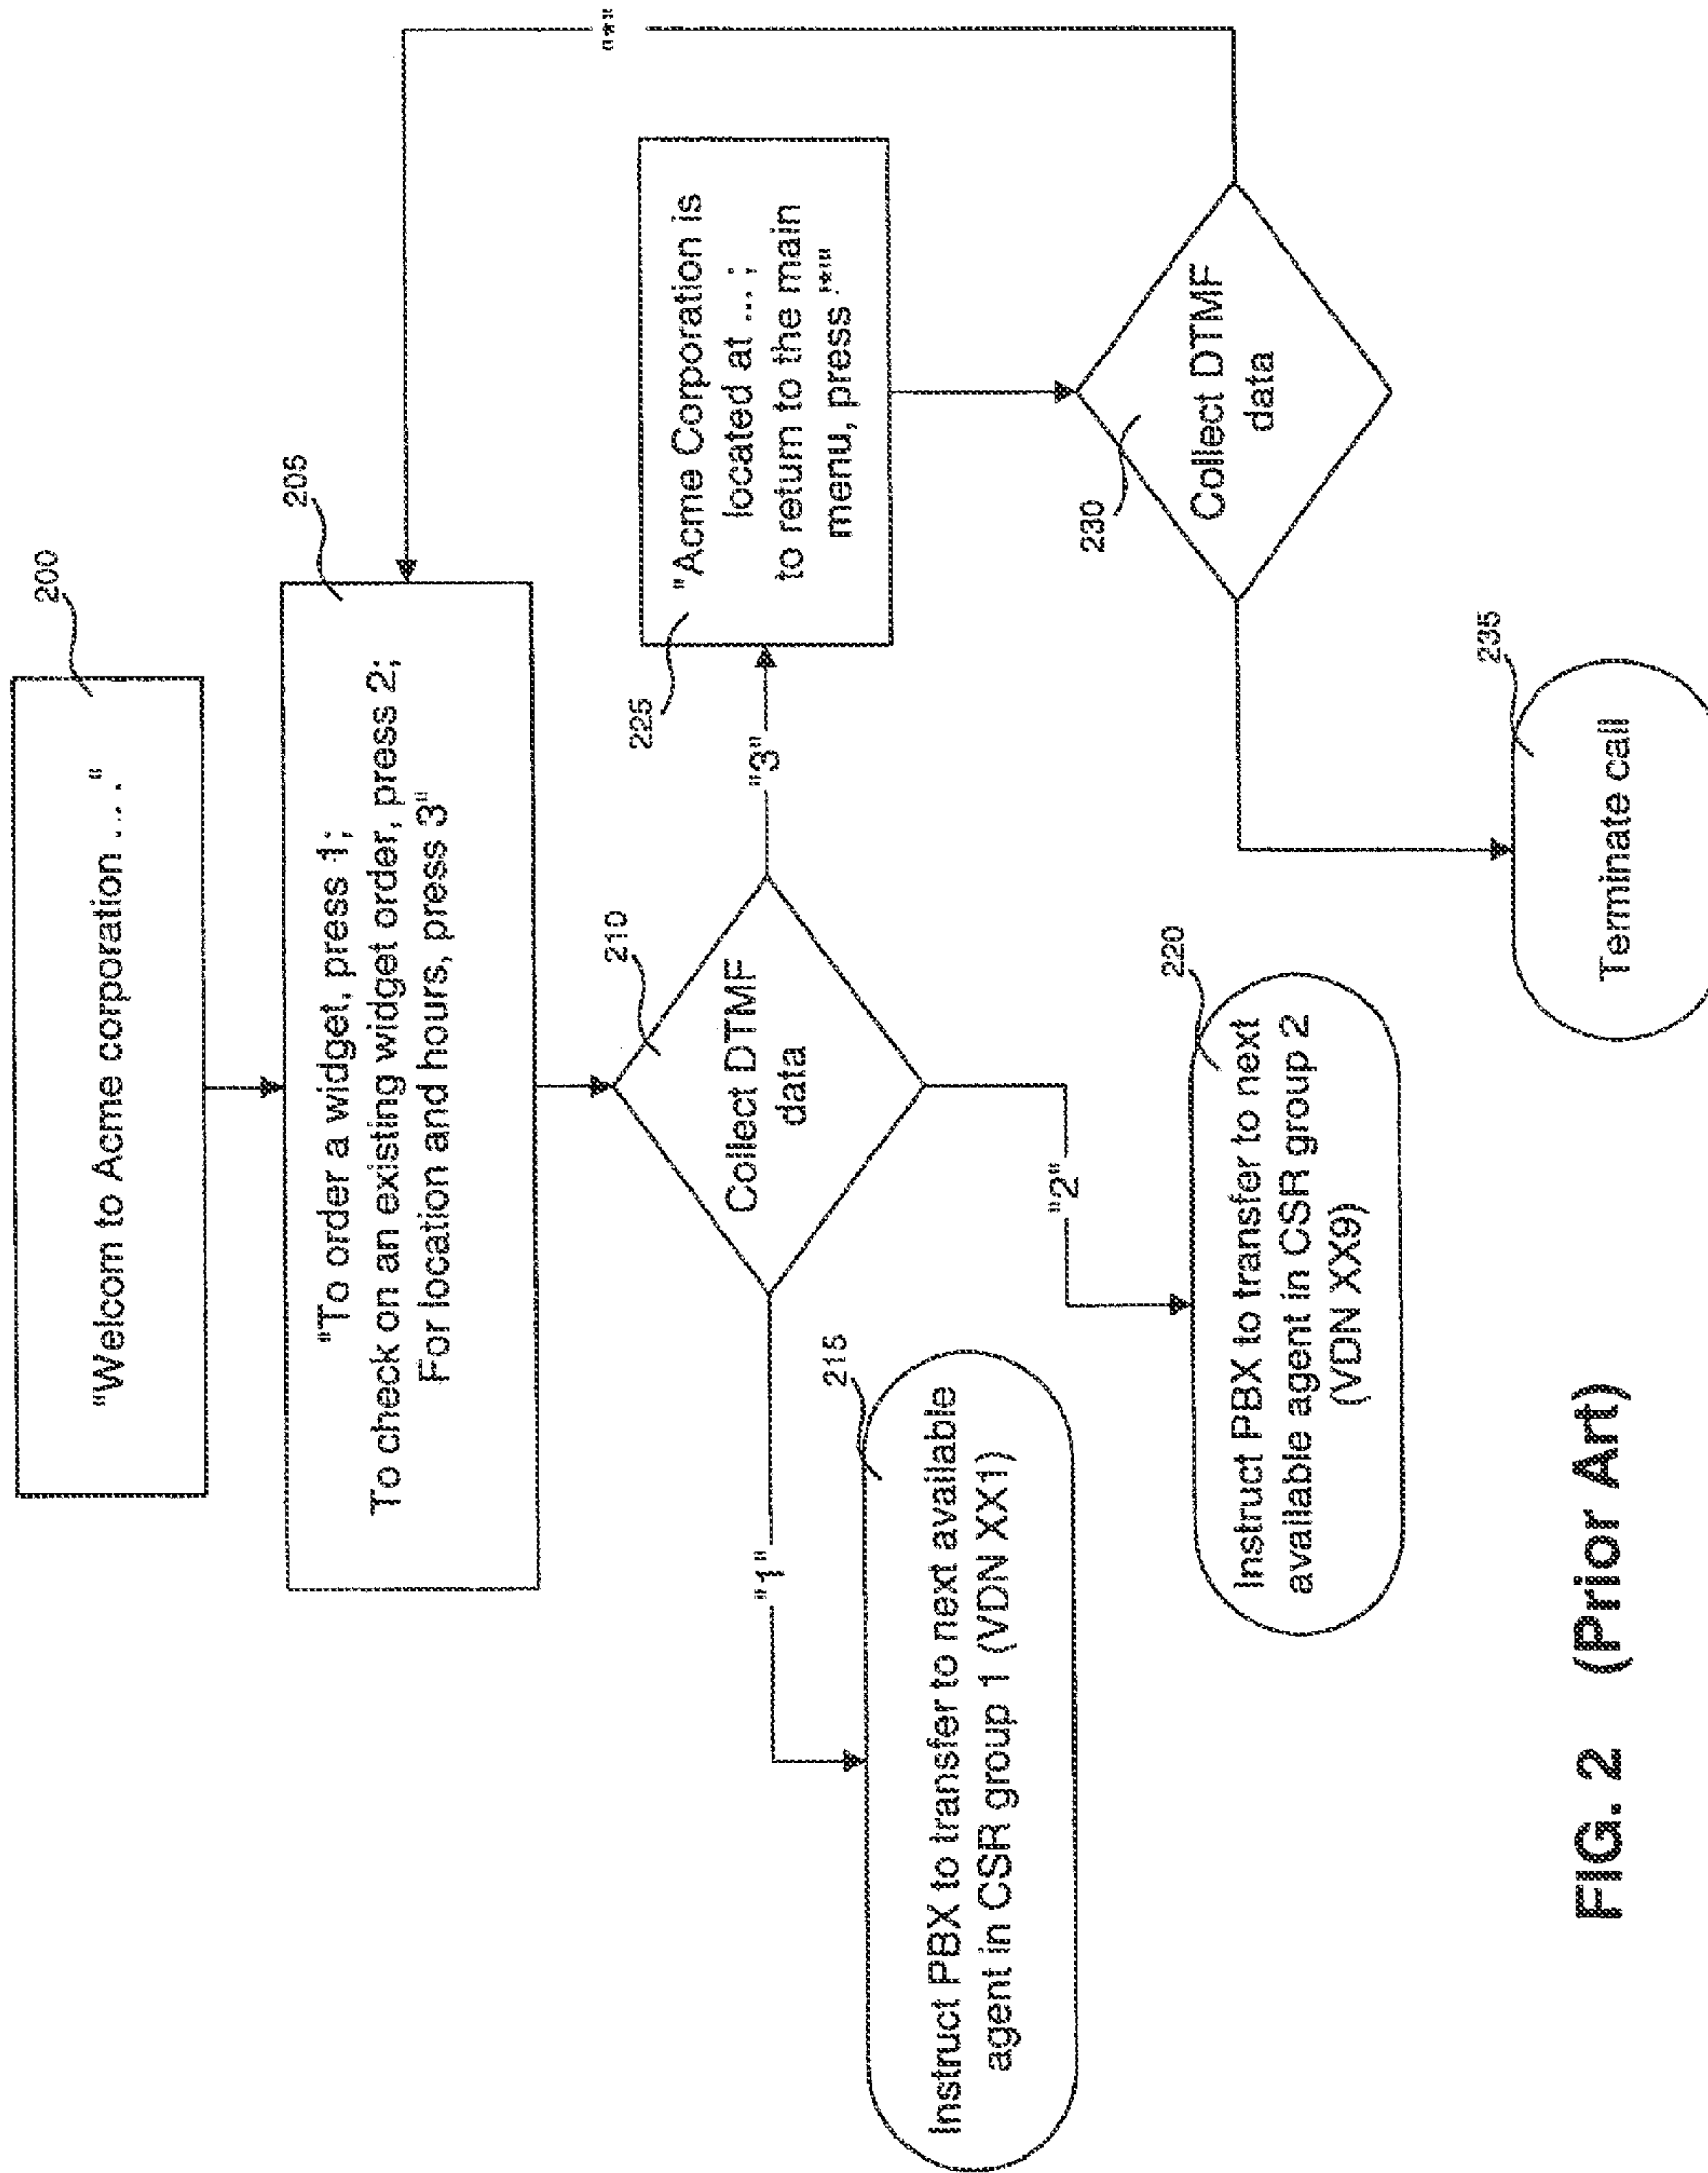 200
"Welcom to Acme corporation ... ."
205
"To order a widget, press 1;
To check on an existing widget order, press 2;
For location and hours, press 3"
210
Collect DTMF
data
"1"
"2"
"3"
215
Instruct PBX to transfer to next available
agent in CSR group 1 (VDN XX1)
220
Instruct PBX to transfer to next
available agent in CSR group 2
(VDN XX9)
225
"Acme Corporation is
located at ... ;
to return to the main
menu, press "*""
"*"
230
Collect DTMF
data
235
Terminate call
FIG. 2 (Prior Art)